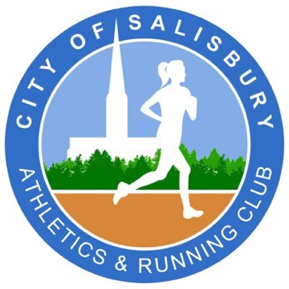 CITY OF SALISBURY
ATHLETICS & RUNNING CLUB